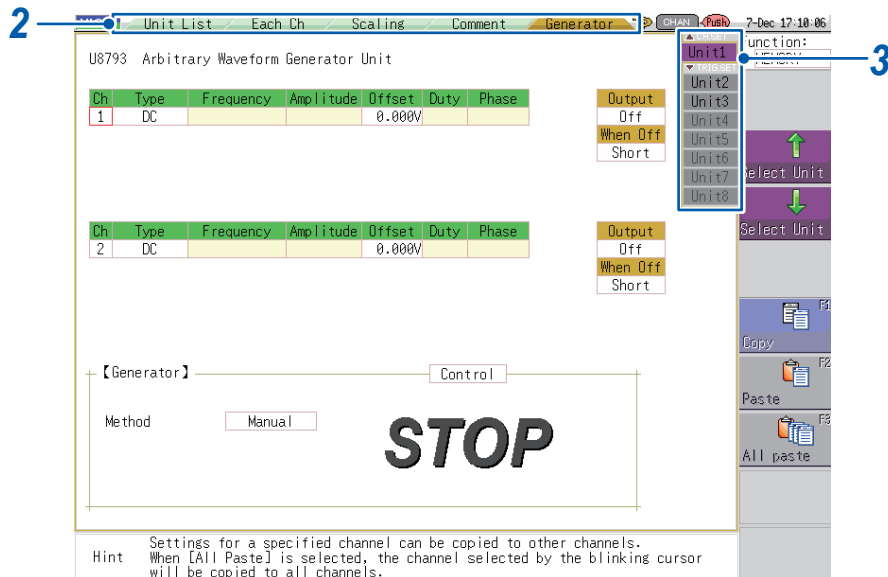 2
Unit List Each Ch Scaling Comment Generator CHAN Push 7-Dec 17:10:06
U8793 Arbitrary Waveform Generator Unit
Function:
MEMORY
CH SET
Unit1
TRIG SET
Unit2
Unit3
Unit4
Unit5
Unit6
Unit7
Unit8
3
Ch Type Frequency Amplitude Offset Duty Phase Output
1 DC 0.000V Off
When Off
Short
Select Unit
Select Unit
Ch Type Frequency Amplitude Offset Duty Phase Output
2 DC 0.000V Off
When Off
Short
F1
Copy
F2
Paste
F3
All paste
【Generator】 Control
Method Manual
STOP
Hint Settings for a specified channel can be copied to other channels.
When [All Paste] is selected, the channel selected by the blinking cursor
will be copied to all channels.